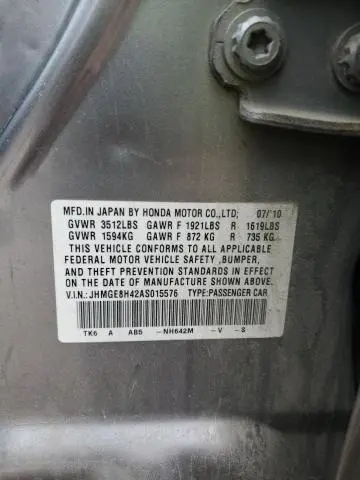 MFD.IN JAPAN BY HONDA MOTOR CO.,LTD; 07/'10
GVWR 3512LBS GAWR F 1921LBS R 1619LBS
GVWR 1594KG GAWR F 872 KG R 735 KG
THIS VEHICLE CONFORMS TO ALL APPLICABLE
FEDERAL MOTOR VEHICLE SAFETY ,BUMPER,
AND THEFT PREVENTION STANDARDS IN EFFECT
ON THE DATE OF MANUFACTURE SHOWN ABOVE.
V.I.N.: JHMGE8H42AS015576 TYPE:PASSENGER CAR
TK6 A AB5 -NH642M -V -S